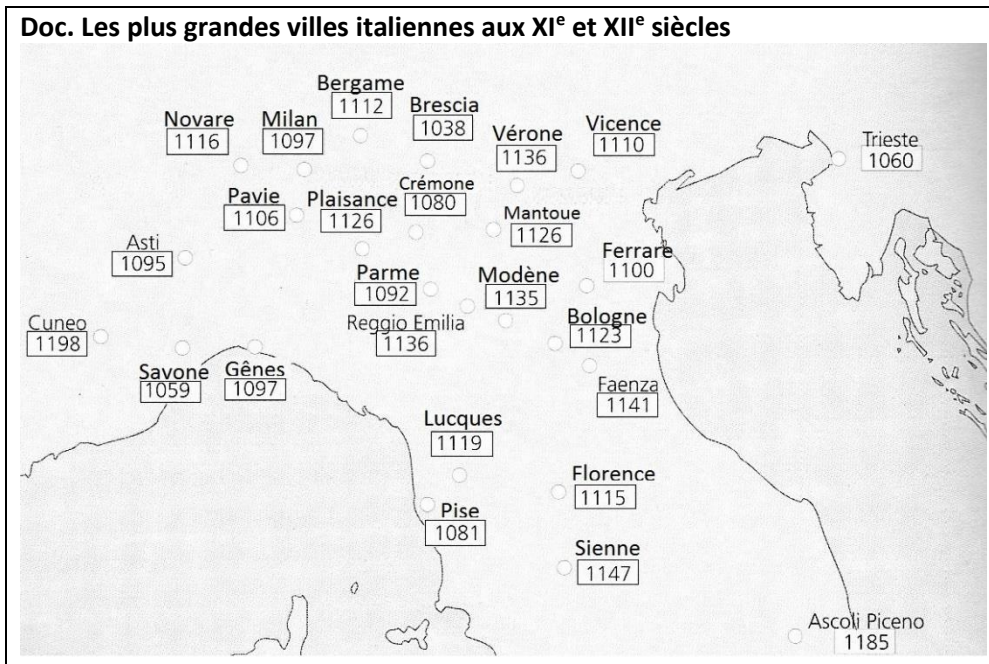 Doc. Les plus grandes villes italiennes aux XIe et XIIe siècles
Bergame
1112
Brescia
1038
Novare
1116
Milan
1097
Vérone
1136
Vicence
1110
Trieste
1060
Pavie
1106
Plaisance
1126
Crémone
1080
Mantoue
1126
Asti
1095
Ferrare
1100
Parme
1092
Modène
1135
Reggio Emilia
1136
Bologne
1123
Cuneo
1198
Savone
1059
Gênes
1097
Faenza
1141
Lucques
1119
Florence
1115
Pise
1081
Sienne
1147
Ascoli Piceno
1185